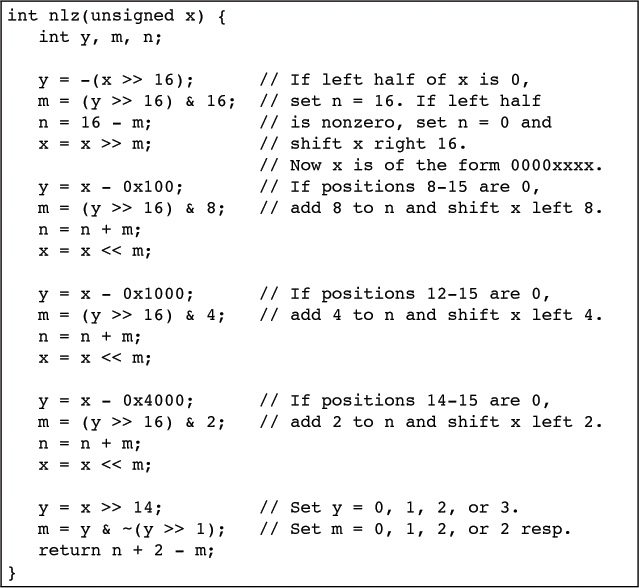 int nlz(unsigned x) {
   int y, m, n;

   y = -(x >> 16);      // If left half of x is 0,
   m = (y >> 16) & 16;  // set n = 16. If left half
   n = 16 - m;          // is nonzero, set n = 0 and
   x = x >> m;          // shift x right 16.
                        // Now x is of the form 0000xxxx.
   y = x - 0x100;       // If positions 8-15 are 0,
   m = (y >> 16) & 8;   // add 8 to n and shift x left 8.
   n = n + m;
   x = x << m;

   y = x - 0x1000;      // If positions 12-15 are 0,
   m = (y >> 16) & 4;   // add 4 to n and shift x left 4.
   n = n + m;
   x = x << m;

   y = x - 0x4000;      // If positions 14-15 are 0,
   m = (y >> 16) & 2;   // add 2 to n and shift x left 2.
   n = n + m;
   x = x << m;

   y = x >> 14;         // Set y = 0, 1, 2, or 3.
   m = y & ~(y >> 1);   // Set m = 0, 1, 2, or 2 resp.
   return n + 2 - m;
}